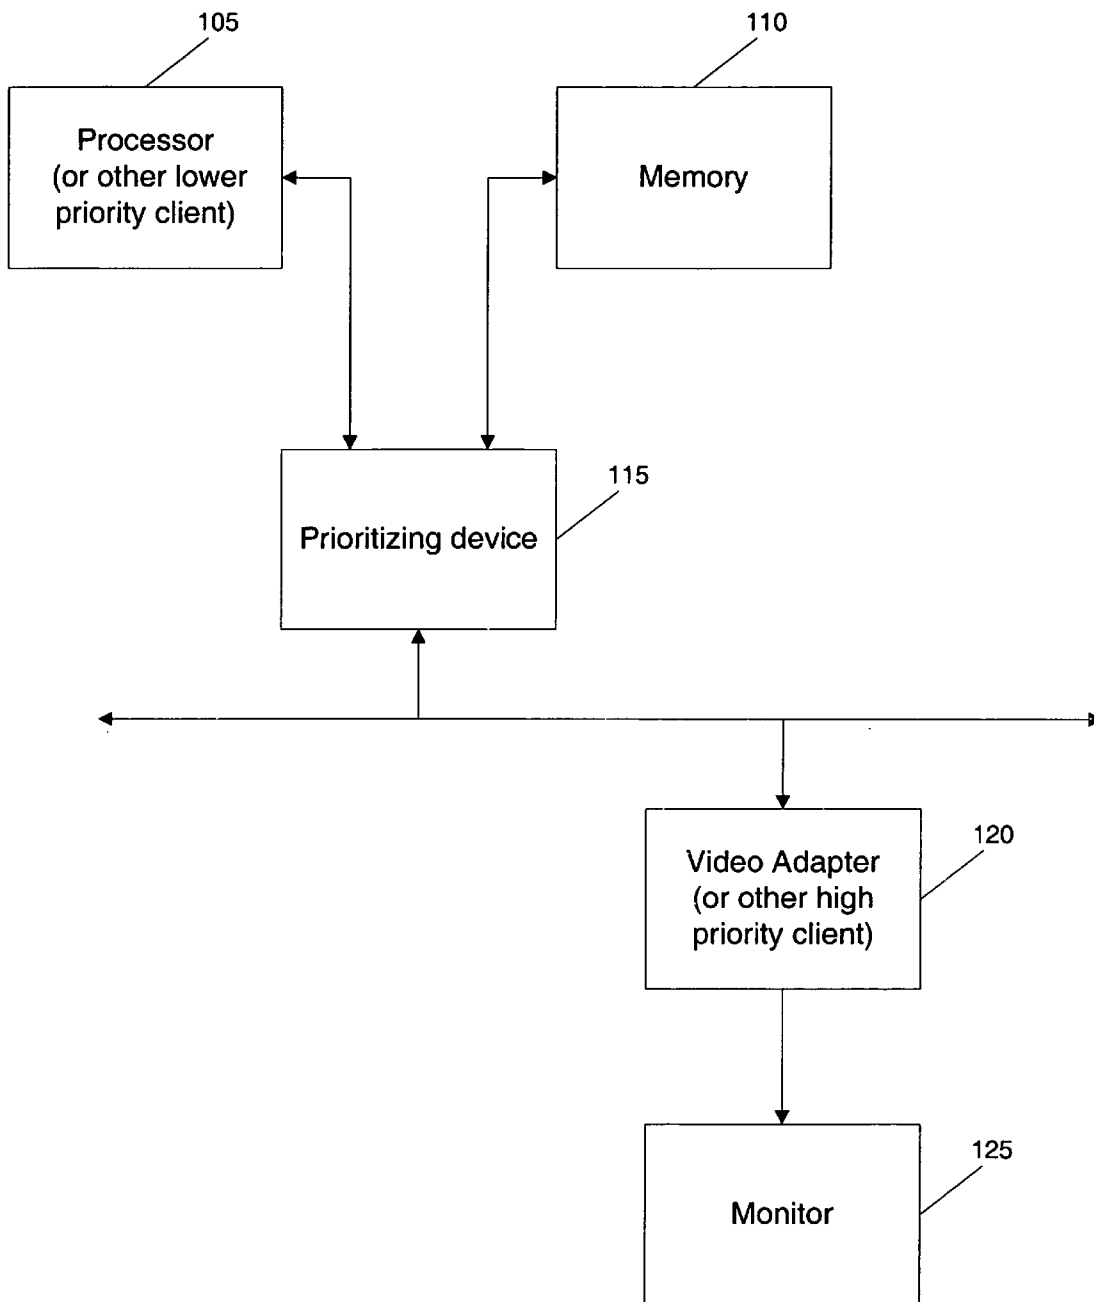 105
110
Processor
(or other lower
priority client)
Memory
115
Prioritizing device
120
Video Adapter
(or other high
priority client)
125
Monitor